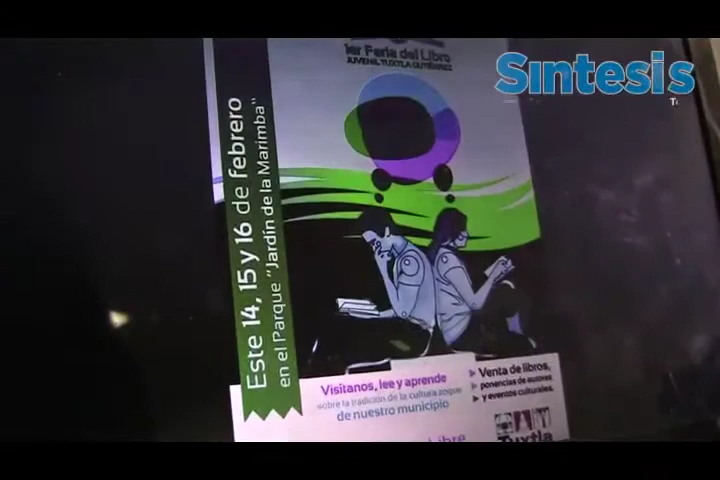 Sıntesis
1er Feria del Libro
JUVENIL TUXTLA GUTIÉRREZ
Este 14, 15 y 16 de febrero
en el Parque "Jardín de la Marimba"
Visítanos, lee y aprende
sobre la tradición de la cultura zoque
de nuestro municipio
Venta de libros,
ponencias de autores
y eventos culturales.
Libre
Tuxtla